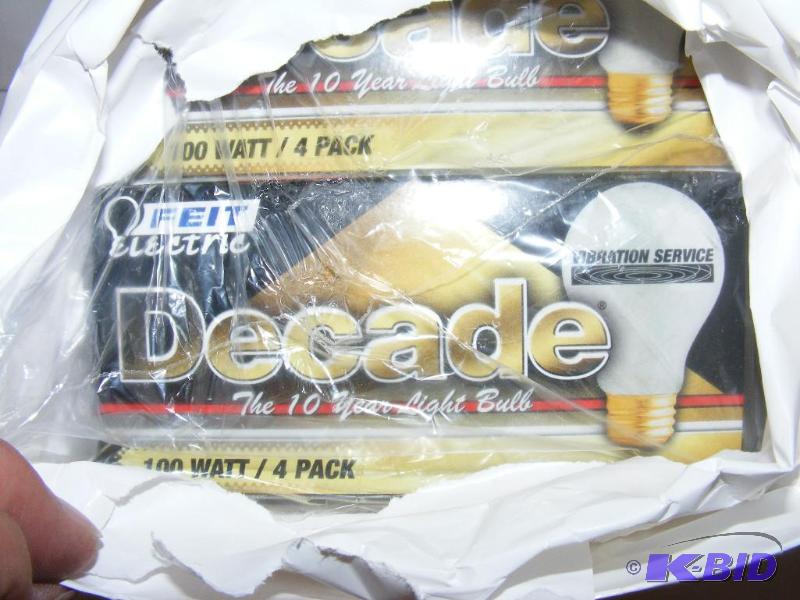 cade
The 10 Year Light Bulb
100 WATT / 4 PACK
FEIT
electric
VIBRATION SERVICE
Decade®
The 10 Year Light Bulb
100 WATT / 4 PACK
© K-BID